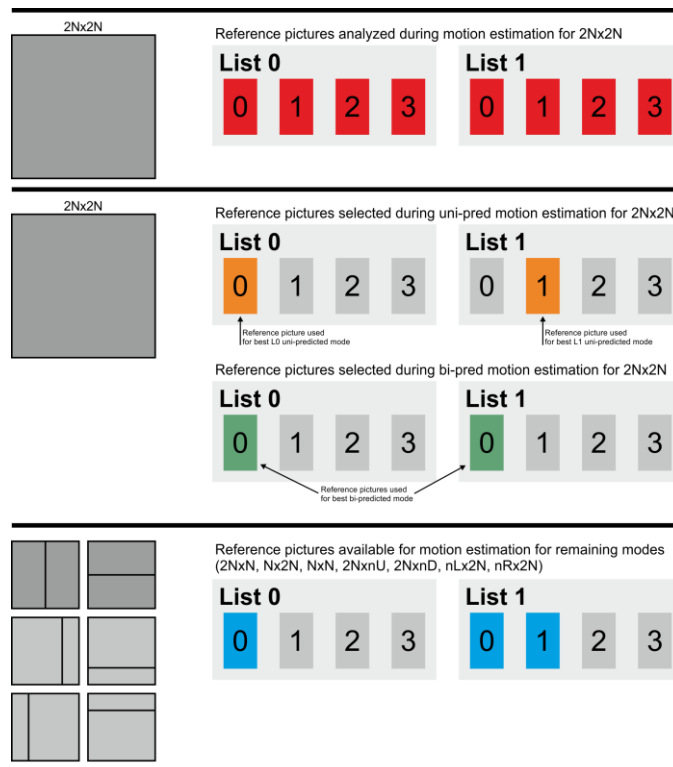 2Nx2N
Reference pictures analyzed during motion estimation for 2Nx2N
List 0
0 1 2 3
List 1
0 1 2 3
2Nx2N
Reference pictures selected during uni-pred motion estimation for 2Nx2N
List 0
0 1 2 3
Reference picture used
for best L0 uni-predicted mode
List 1
0 1 2 3
Reference picture used
for best L1 uni-predicted mode
Reference pictures selected during bi-pred motion estimation for 2Nx2N
List 0
0 1 2 3
List 1
0 1 2 3
Reference pictures used
for best bi-predicted mode
Reference pictures available for motion estimation for remaining modes
(2NxN, Nx2N, NxN, 2NxnU, 2NxnD, nLx2N, nRx2N)
List 0
0 1 2 3
List 1
0 1 2 3